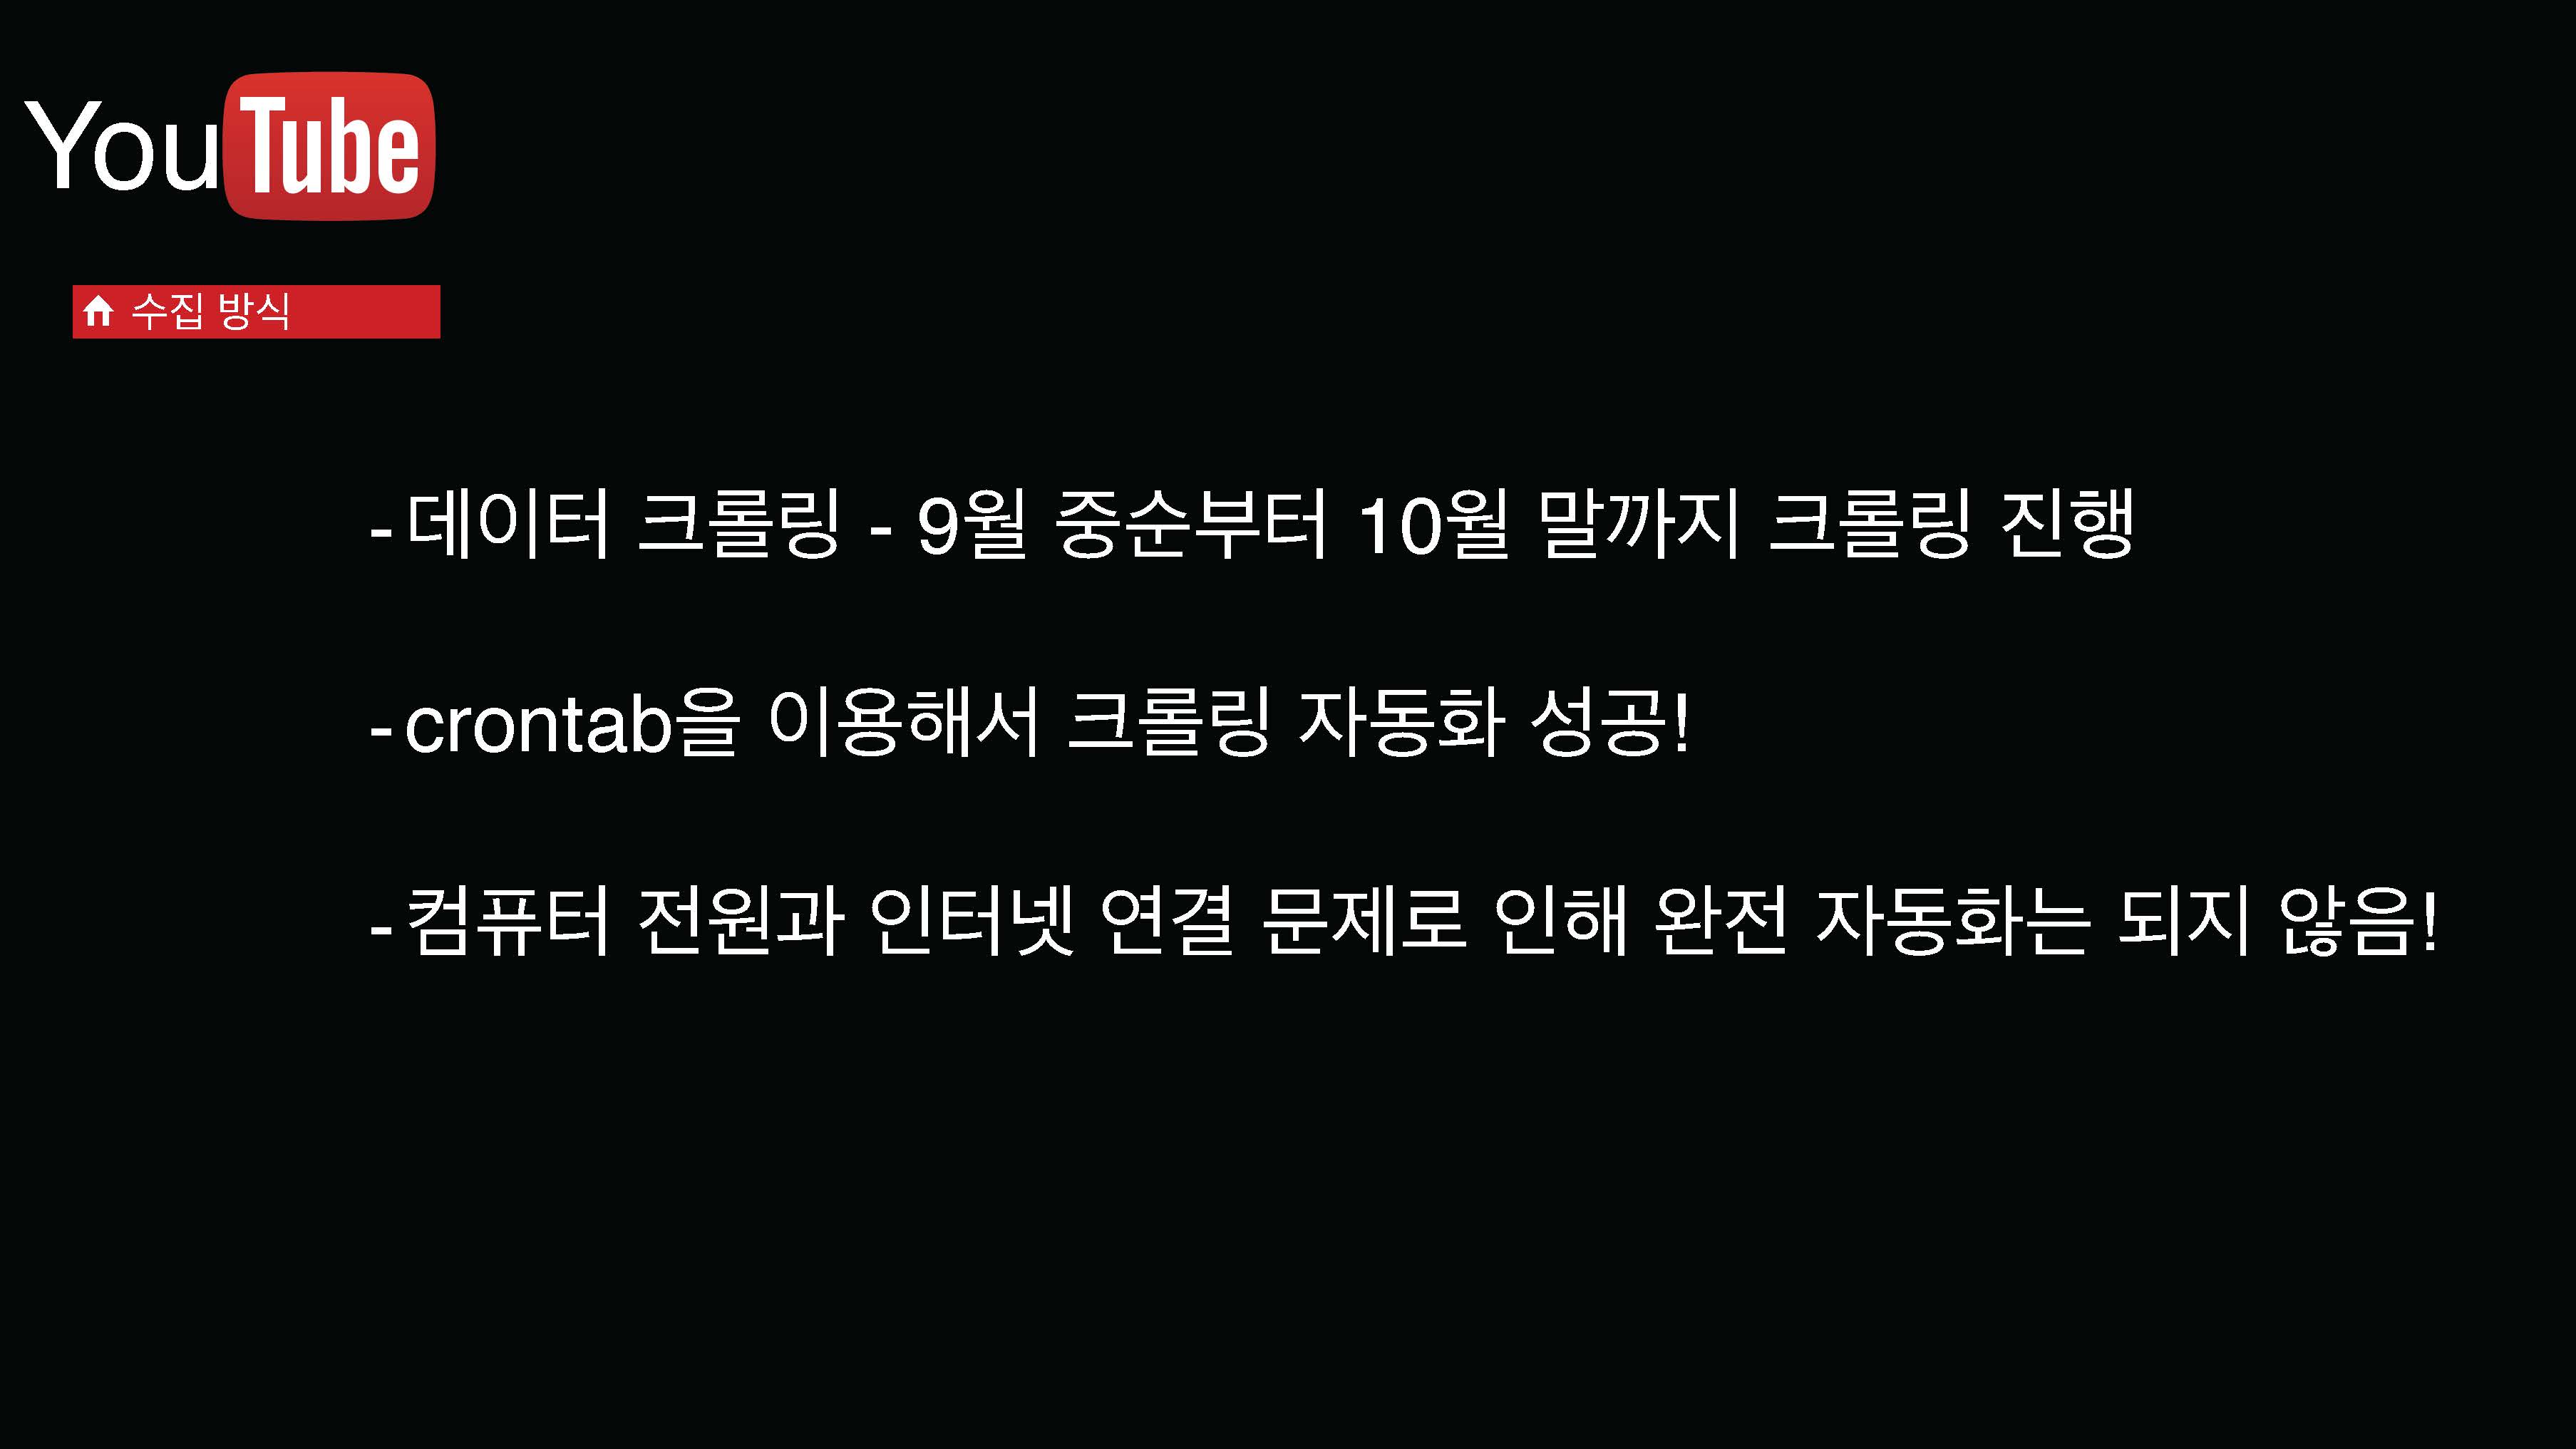 YouTube
수집 방식
- 데이터 크롤링 - 9월 중순부터 10월 말까지 크롤링 진행
- crontab을 이용해서 크롤링 자동화 성공!
- 컴퓨터 전원과 인터넷 연결 문제로 인해 완전 자동화는 되지 않음!